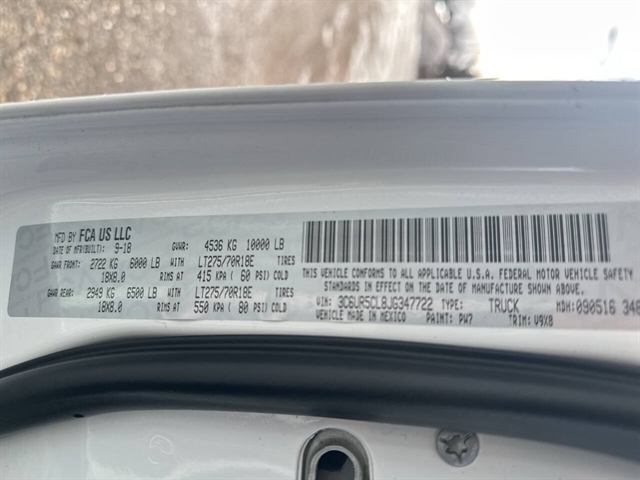 MFD BY FCA US LLC
DATE OF MFR(BUILT): 9-18 GVWR: 4536 KG 10000 LB
GAWR FRONT: 2722 KG 6000 LB WITH LT275/70R18E TIRES
18X8.0 RIMS AT 415 KPA ( 60 PSI) COLD
GAWR REAR: 2949 KG 6500 LB WITH LT275/70R18E TIRES
18X8.0 RIMS AT 550 KPA ( 80 PSI) COLD
THIS VEHICLE CONFORMS TO ALL APPLICABLE U.S.A. FEDERAL MOTOR VEHICLE SAFETY
STANDARDS IN EFFECT ON THE DATE OF MANUFACTURE SHOWN ABOVE.
VIN: 3C6UR5CL8JG347722 TYPE: TRUCK MDH:090516 348
VEHICLE MADE IN MEXICO PAINT: PW7 TRIM: V9X8